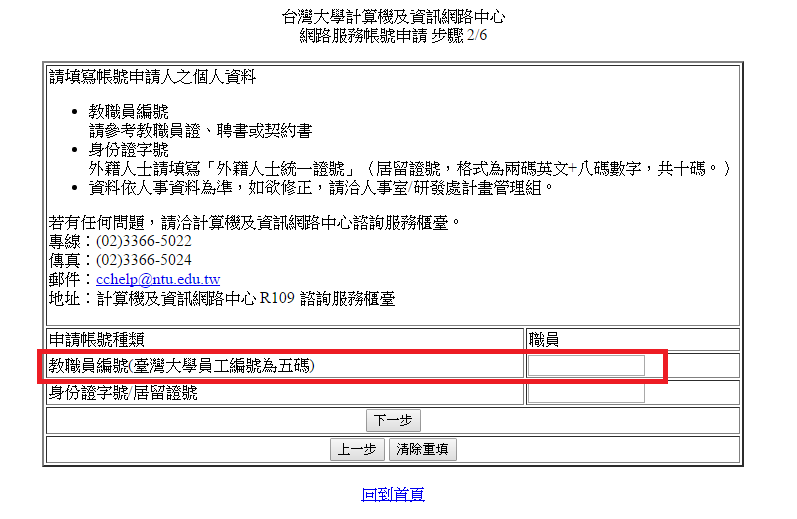 台灣大學計算機及資訊網路中心
網路服務帳號申請 步驟 2/6
請填寫帳號申請人之個人資料
教職員編號
請參考教職員證、聘書或契約書
身份證字號
外籍人士請填寫「外籍人士統一證號」（居留證號，格式為兩碼英文+八碼數字，共十碼。）
資料依人事資料為準，如欲修正，請洽人事室/研發處計畫管理組。
若有任何問題，請洽計算機及資訊網路中心諮詢服務櫃臺。
專線：(02)3366-5022
傳真：(02)3366-5024
郵件：cchelp@ntu.edu.tw
地址：計算機及資訊網路中心 R109 諮詢服務櫃臺
申請帳號種類 職員
教職員編號(臺灣大學員工編號為五碼)
身份證字號/居留證號
下一步
上一步 清除重填
回到首頁